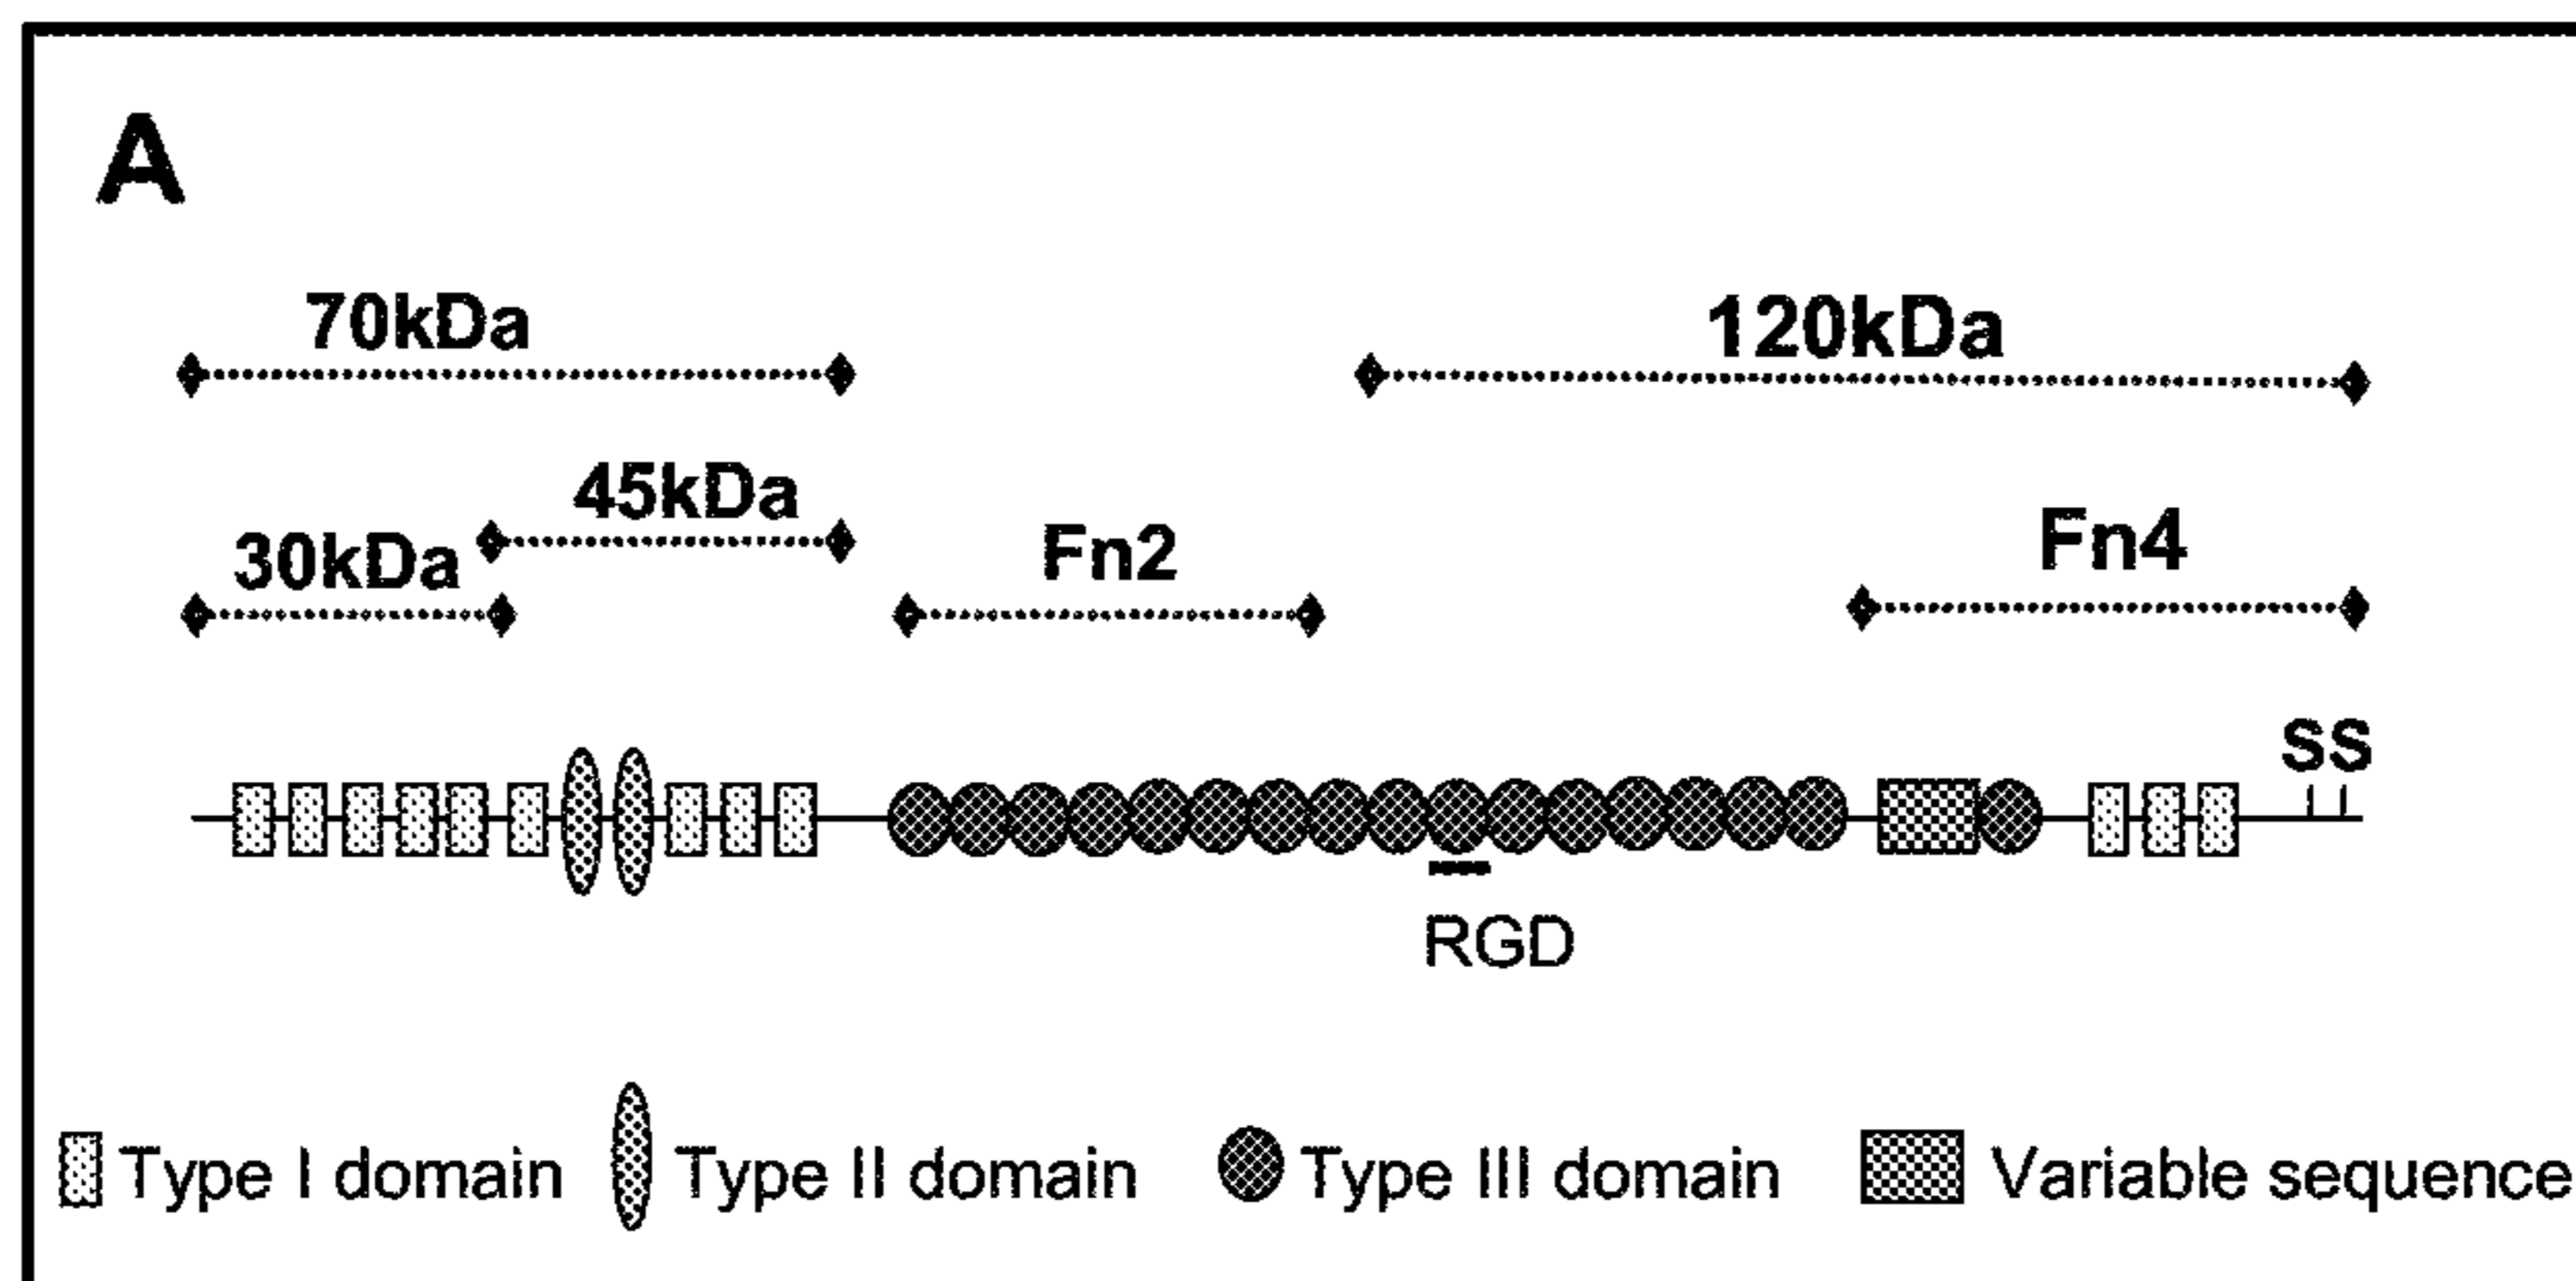 A
70kDa
120kDa
45kDa
30kDa
Fn2
Fn4
SS
RGD
Type I domain
Type II domain
Type III domain
Variable sequence